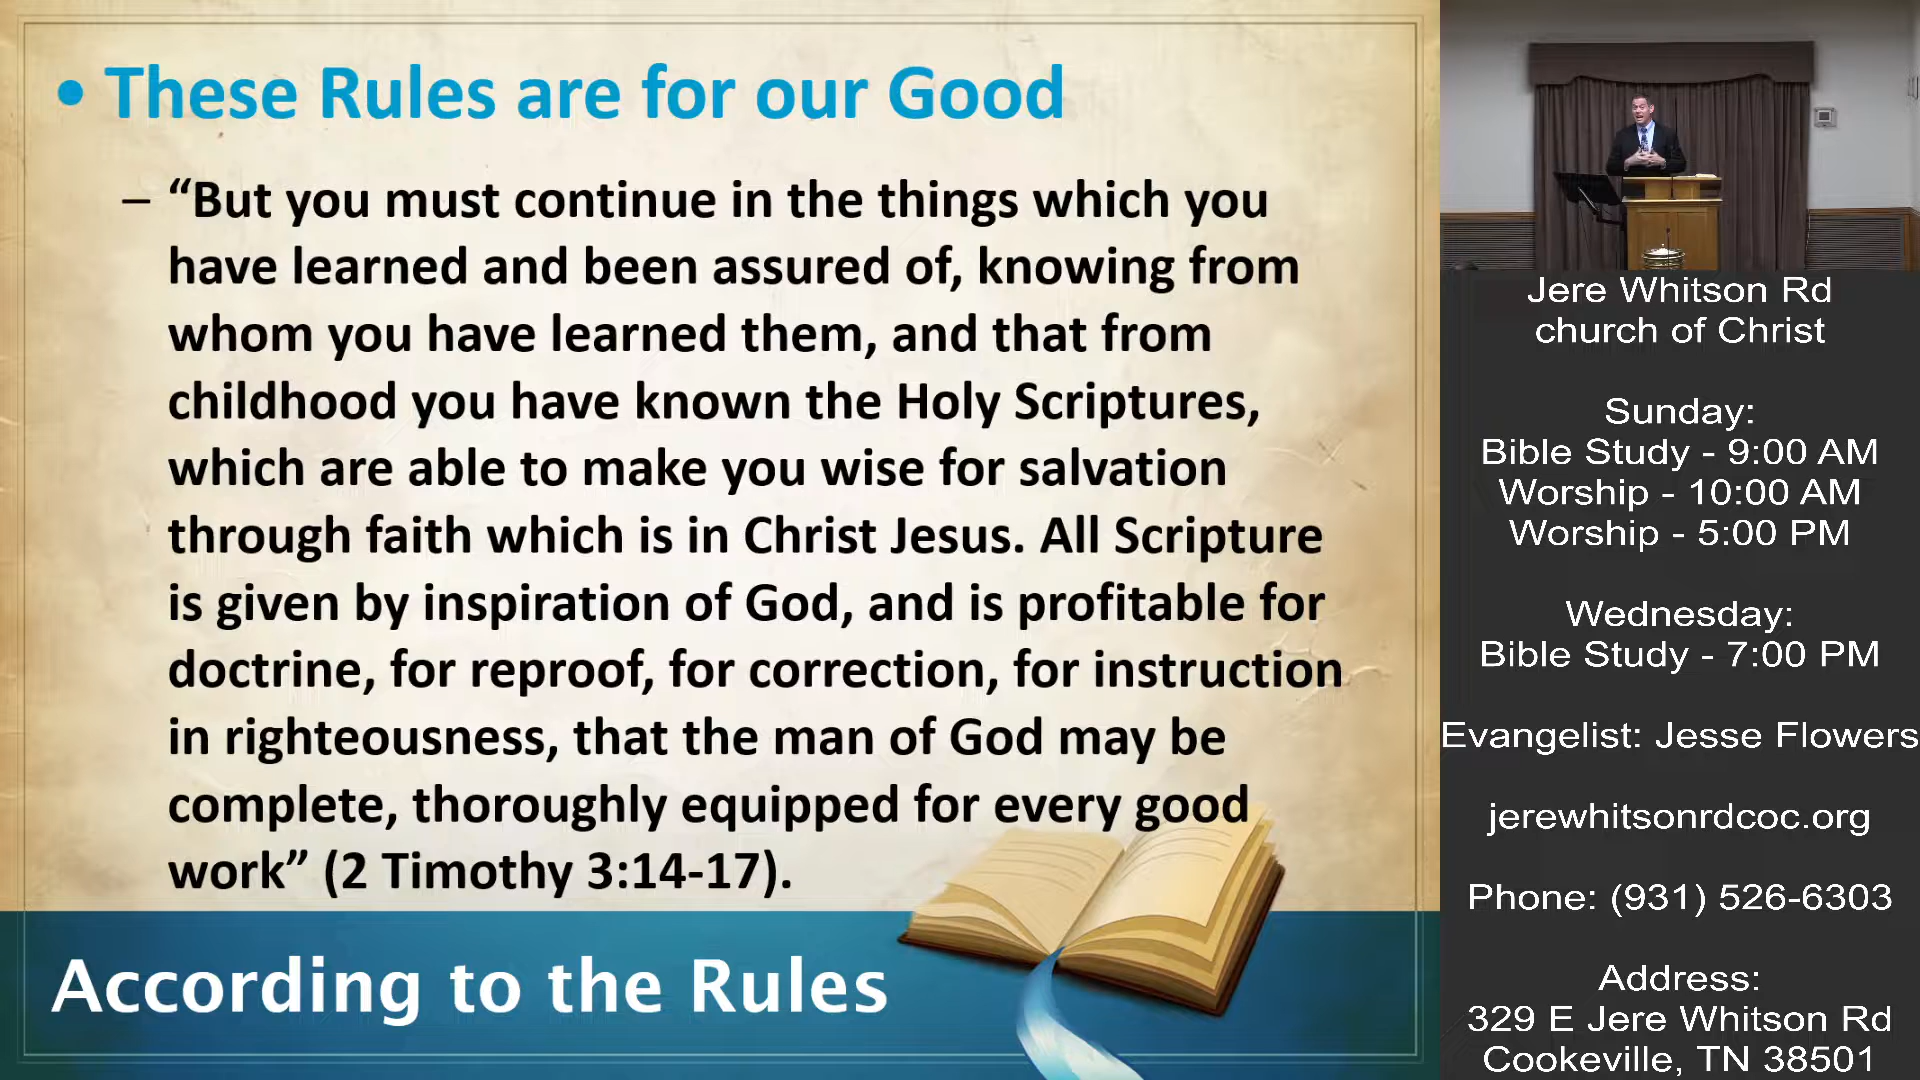 • These Rules are for our Good
– “But you must continue in the things which you
have learned and been assured of, knowing from
whom you have learned them, and that from
childhood you have known the Holy Scriptures,
which are able to make you wise for salvation
through faith which is in Christ Jesus. All Scripture
is given by inspiration of God, and is profitable for
doctrine, for reproof, for correction, for instruction
in righteousness, that the man of God may be
complete, thoroughly equipped for every good
work” (2 Timothy 3:14-17).
According to the Rules
Jere Whitson Rd
church of Christ
Sunday:
Bible Study - 9:00 AM
Worship - 10:00 AM
Worship - 5:00 PM
Wednesday:
Bible Study - 7:00 PM
Evangelist: Jesse Flowers
jerewhitsonrdcoc.org
Phone: (931) 526-6303
Address:
329 E Jere Whitson Rd
Cookeville, TN 38501